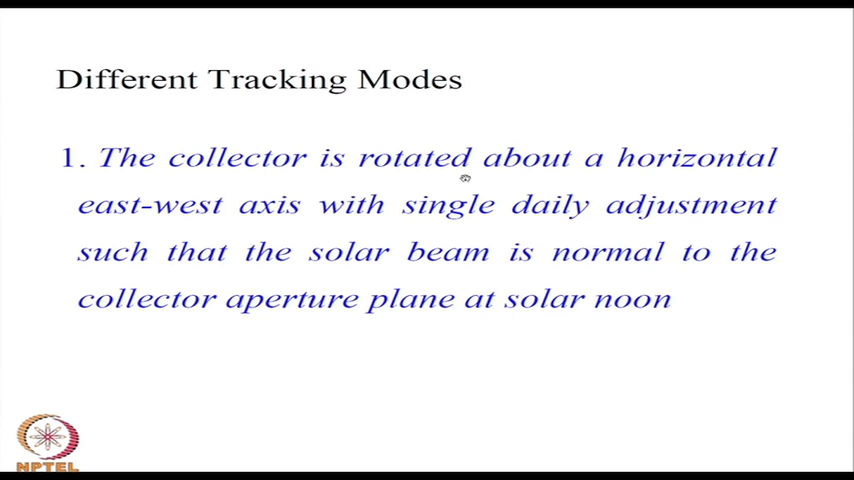 Different Tracking Modes
1. The collector is rotated about a horizontal
east-west axis with single daily adjustment
such that the solar beam is normal to the
collector aperture plane at solar noon
NPTEL